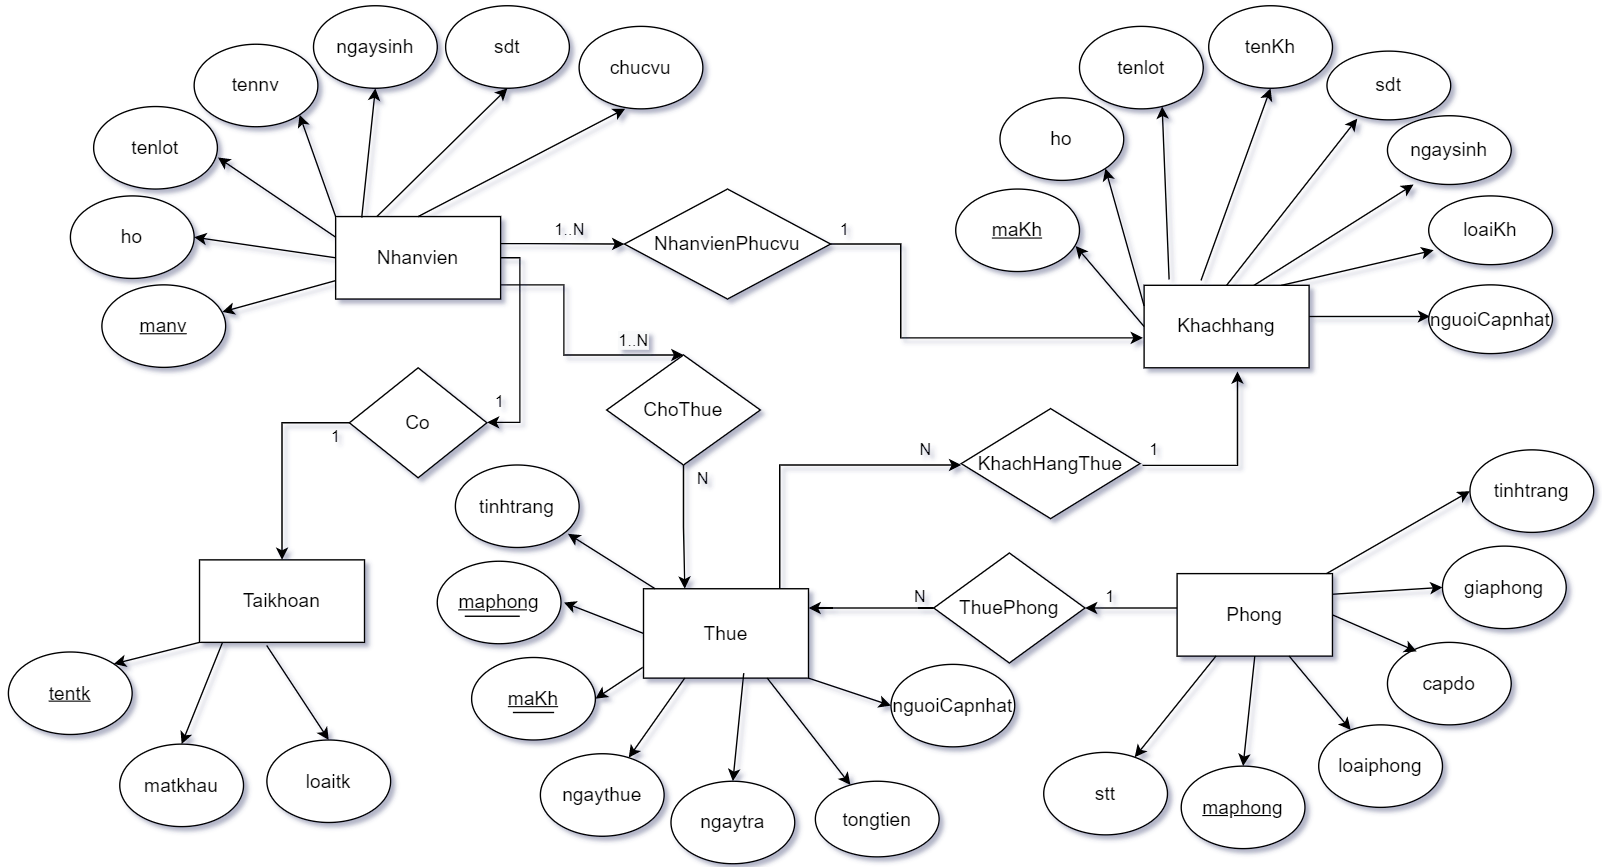 ngaysinh
sdt
tenKh
tennv
chucvu
tenlot
sdt
tenlot
ho
ngaysinh
ho
maKh
loaiKh
Nhanvien
1..N
NhanvienPhucvu
1
manv
Khachhang
nguoiCapnhat
1..N
Co
1
1
ChoThue
N
N
KhachHangThue
1
tinhtrang
tinhtrang
Taikhoan
maphong
Thue
N
ThuePhong
1
Phong
giaphong
tentk
maKh
nguoiCapnhat
capdo
matkhau
loaitk
ngaythue
ngaytra
tongtien
stt
maphong
loaiphong